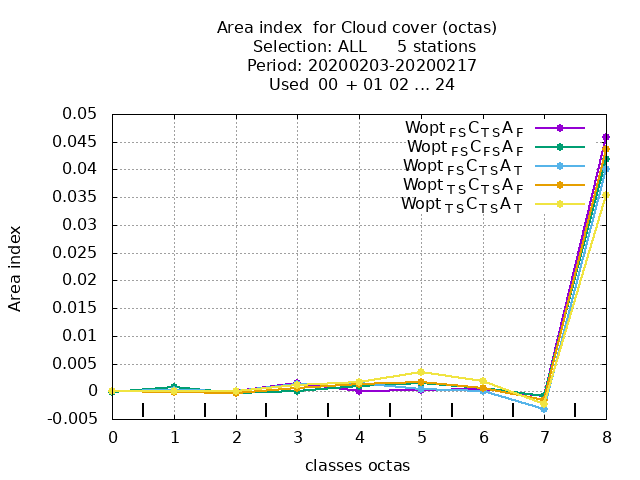 Area index  for Cloud cover (octas)
Selection: ALL      5 stations
Period: 20200203-20200217
Used  00 + 01 02 ... 24
0.05
0.045
0.04
0.035
0.03
0.025
0.02
0.015
0.01
0.005
0
-0.005
Area index
Wopt FS C TS A F
Wopt FS C FS A F
Wopt FS C TS A T
Wopt TS C TS A F
Wopt TS C TS A T
0 1 2 3 4 5 6 7 8
classes octas